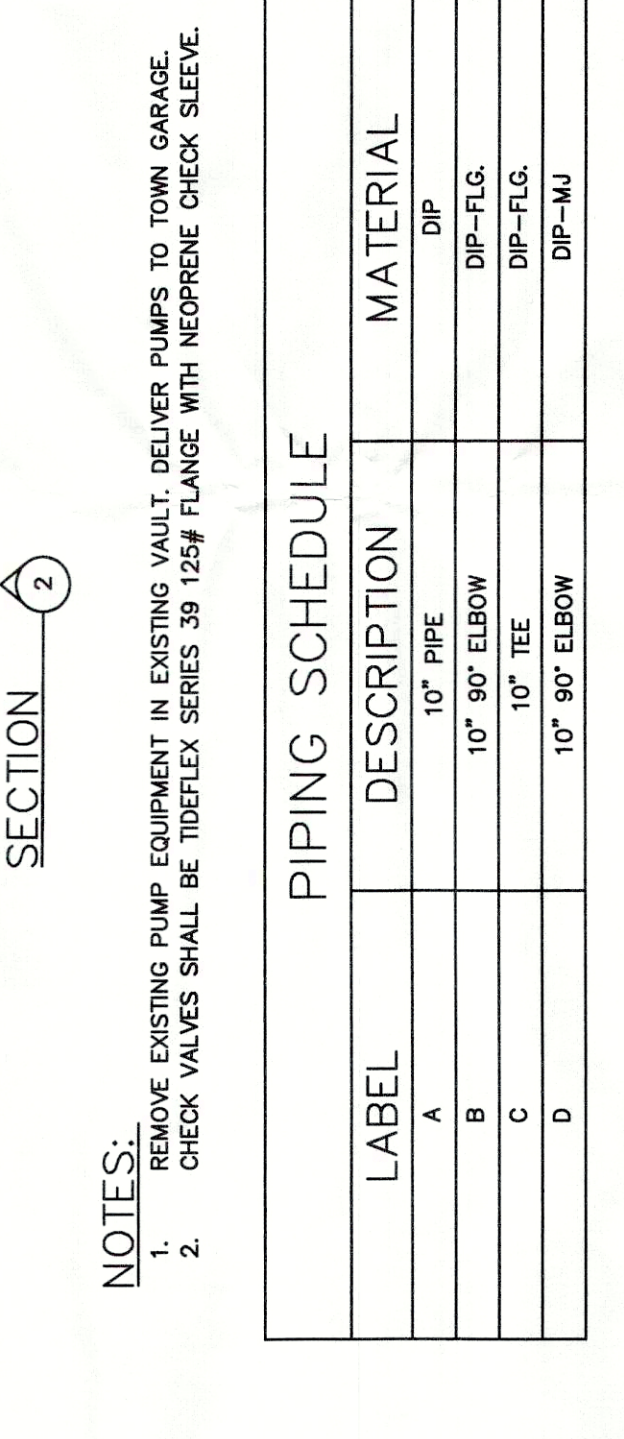 SECTION 2
NOTES:
1. REMOVE EXISTING PUMP EQUIPMENT IN EXISTING VAULT. DELIVER PUMPS TO TOWN GARAGE.
2. CHECK VALVES SHALL BE TIDEFLEX SERIES 39 125# FLANGE WITH NEOPRENE CHECK SLEEVE.
PIPING SCHEDULE
LABEL DESCRIPTION MATERIAL
A 10" PIPE DIP
B 10" 90° ELBOW DIP-FLG.
C 10" TEE DIP-FLG.
D 10" 90° ELBOW DIP-MJ